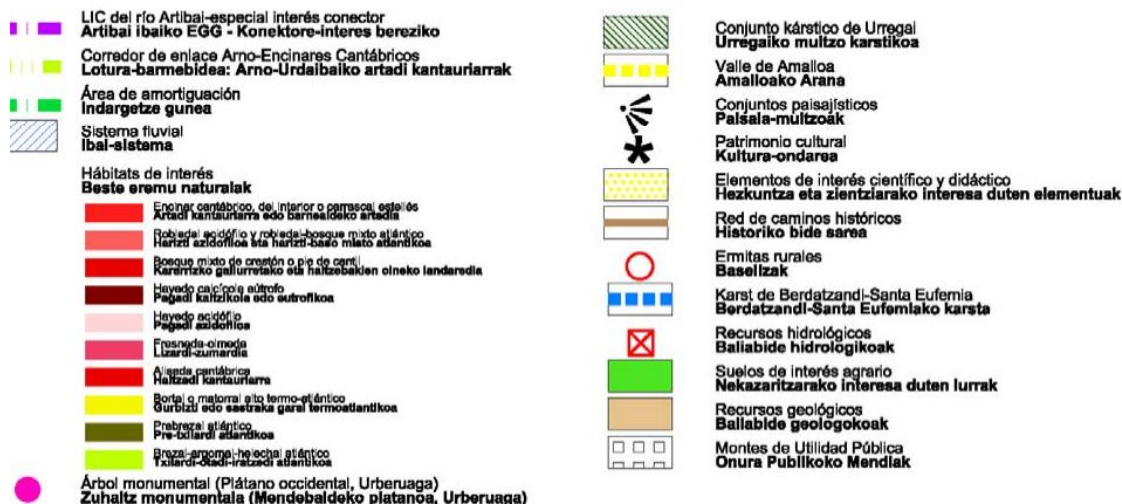 LIC del río Artibai-especial interés conector
Artibai ibaiko EGG - Konektore-interes bereziko
Corredor de enlace Arno-Encinares Cantábricos
Lotura-barmebidea: Arno-Urdaibaiko artadi kantauriarrak
Área de amortiguación
Indargetze gunea
Sistema fluvial
Ibai-sistema
Hábitats de interés
Beste eremu naturalak
Encinar cantábrico, del interior o carrascal estellés
Artadi kantauriarra edo barnealdeko artadia
Robledal acidófilo y robledal-bosque mixto atlántico
Harizti azidofiloa eta harizti-baso misto atlantikoa
Bosque mixto de crestón o pie de cantil
Karerrizko gailurretako eta haitzebakien oineko landaredia
Hayedo calcícola eútrofo
Pagadi kaltzikola edo eutrofikoa
Hayedo acidófilo
Pagadi azidofiloa
Fresneda-olmeda
Lizardi-zumardia
Aliseda cantábrica
Haltzadi kantauriarra
Bortal o matorral alto termo-atlántico
Gurbizti edo sastraka garai termoatlantikoa
Prebrezal atlántico
Pre-txilardi atlantikoa
Brezal-argomal-helechal atlántico
Txilardi-otadi-iratzedi atlantikoa
Árbol monumental (Plátano occidental, Urberuaga)
Zuhaitz monumentala (Mendebaldeko platanoa, Urberuaga)
Conjunto kárstico de Urregai
Urregaiko multzo karstikoa
Valle de Amalloa
Amalloako Arana
Conjuntos paisajísticos
Paisaia-multzoak
Patrimonio cultural
Kultura-ondarea
Elementos de interés científico y didáctico
Hezkuntza eta zientziarako interesa duten elementuak
Red de caminos históricos
Historiko bide sarea
Ermitas rurales
Baselizak
Karst de Berdatzandi-Santa Eufemia
Berdatzandi-Santa Eufemiako karsta
Recursos hidrológicos
Baliabide hidrologikoak
Suelos de interés agrario
Nekazaritzarako interesa duten lurrak
Recursos geológicos
Baliabide geologokoak
Montes de Utilidad Pública
Onura Publikoko Mendiak